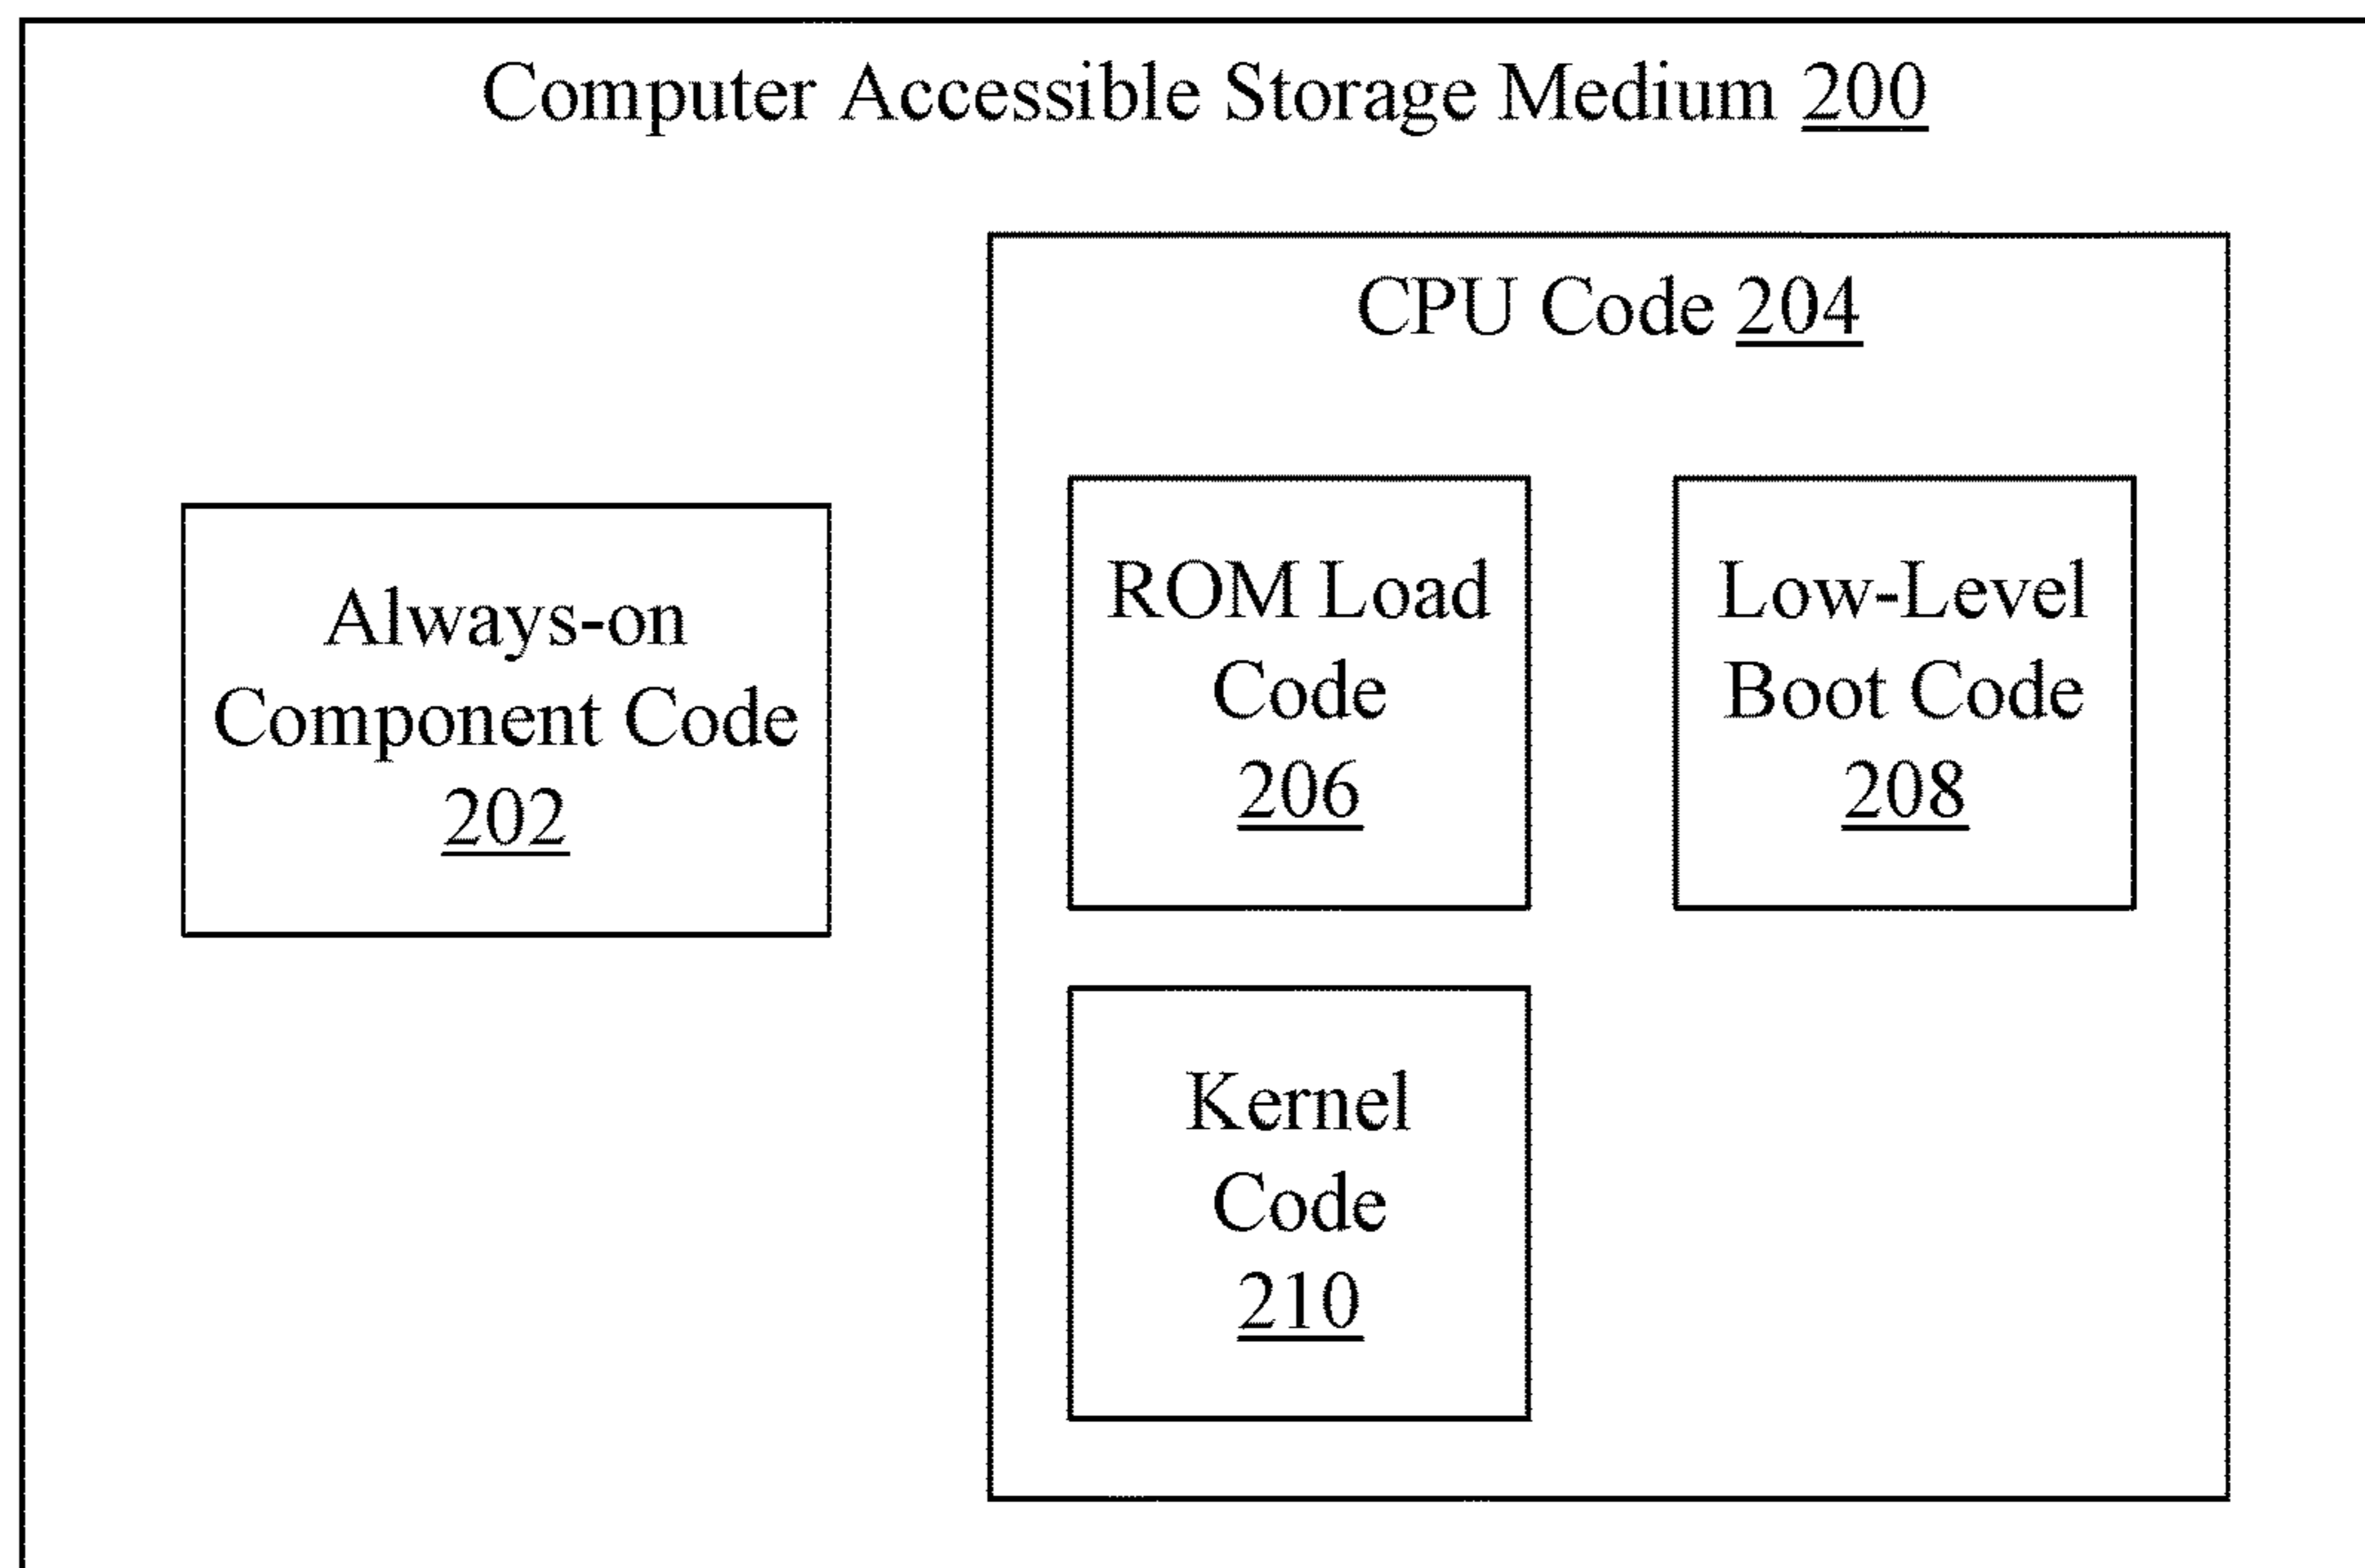 Computer Accessible Storage Medium 200
CPU Code 204
Always-on
Component Code
202
ROM Load
Code
206
Low-Level
Boot Code
208
Kernel
Code
210